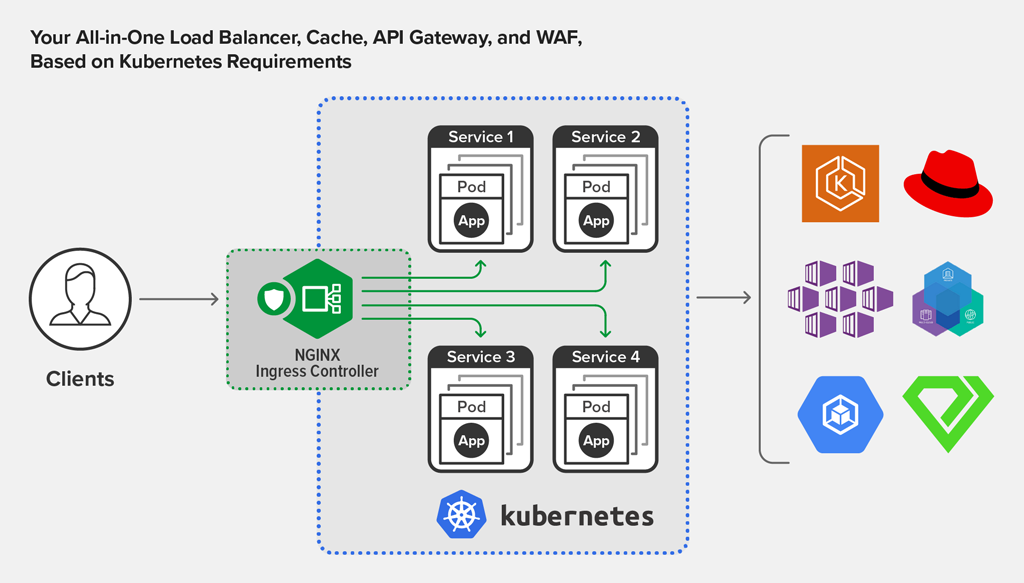 Your All-in-One Load Balancer, Cache, API Gateway, and WAF,
Based on Kubernetes Requirements
Service 1
Pod
App
Service 2
Pod
App
K
Clients
NGINX
Ingress Controller
Service 3
Pod
App
Service 4
Pod
App
kubernetes